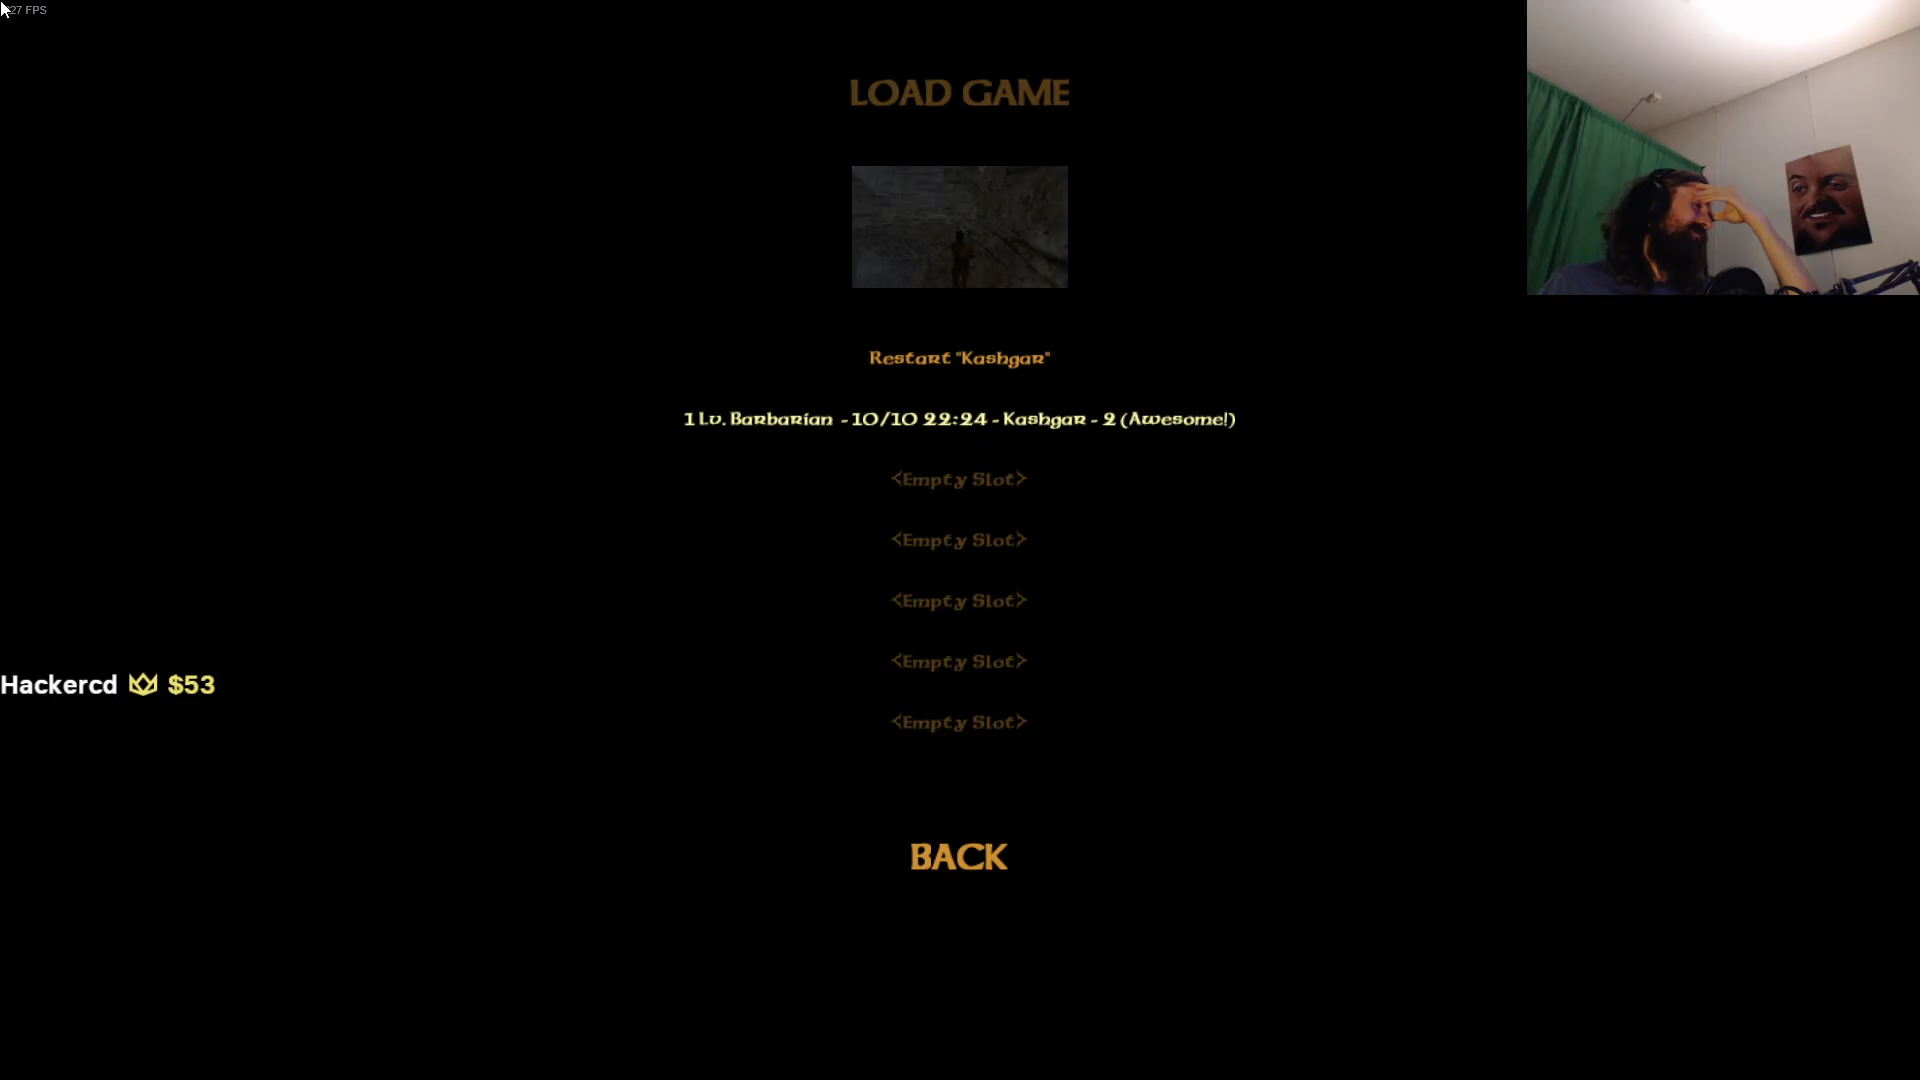 27 FPS
LOAD GAME
Restart "Kashgar"
1 Lv. Barbarian - 10/10 22:24 - Kashgar - 2 (Awesome!)
<Empty Slot>
<Empty Slot>
<Empty Slot>
<Empty Slot>
<Empty Slot>
Hackercd $53
BACK